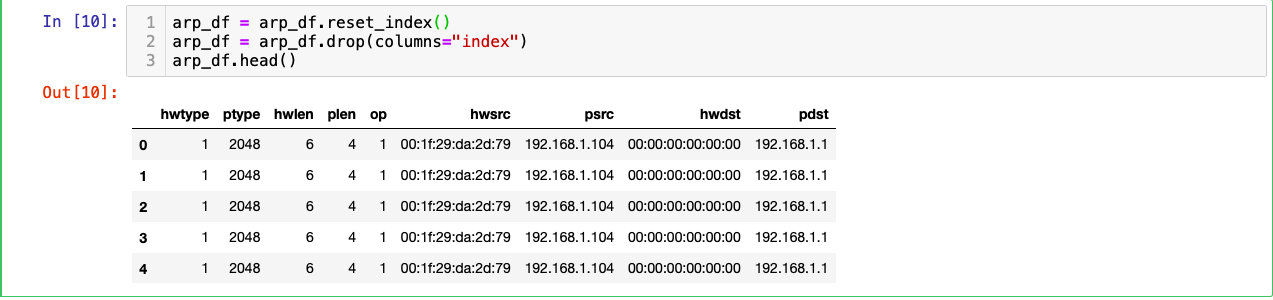 In [10]:
1 arp_df = arp_df.reset_index()
2 arp_df = arp_df.drop(columns="index")
3 arp_df.head()
Out[10]:
hwtype ptype hwlen plen op hwsrc psrc hwdst pdst
0 1 2048 6 4 1 00:1f:29:da:2d:79 192.168.1.104 00:00:00:00:00:00 192.168.1.1
1 1 2048 6 4 1 00:1f:29:da:2d:79 192.168.1.104 00:00:00:00:00:00 192.168.1.1
2 1 2048 6 4 1 00:1f:29:da:2d:79 192.168.1.104 00:00:00:00:00:00 192.168.1.1
3 1 2048 6 4 1 00:1f:29:da:2d:79 192.168.1.104 00:00:00:00:00:00 192.168.1.1
4 1 2048 6 4 1 00:1f:29:da:2d:79 192.168.1.104 00:00:00:00:00:00 192.168.1.1